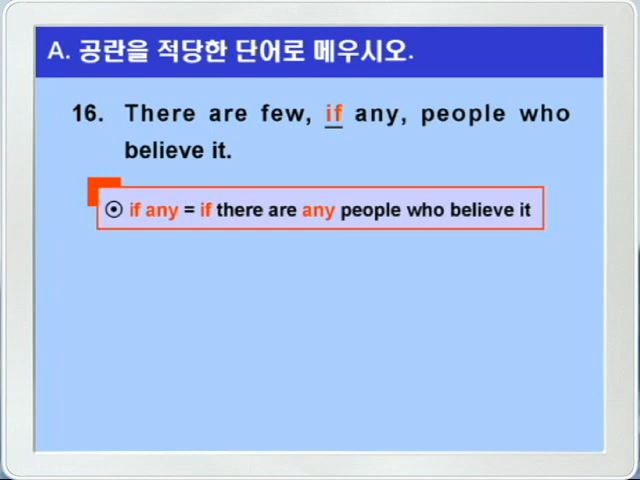 A. 공란을 적당한 단어로 메우시오.
16. There are few, if any, people who
believe it.
⊙ if any = if there are any people who believe it